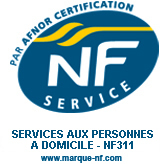 PAR AFNOR CERTIFICATION
NF
SERVICE
SERVICES AUX PERSONNES
A DOMICILE - NF311
www.marque-nf.com